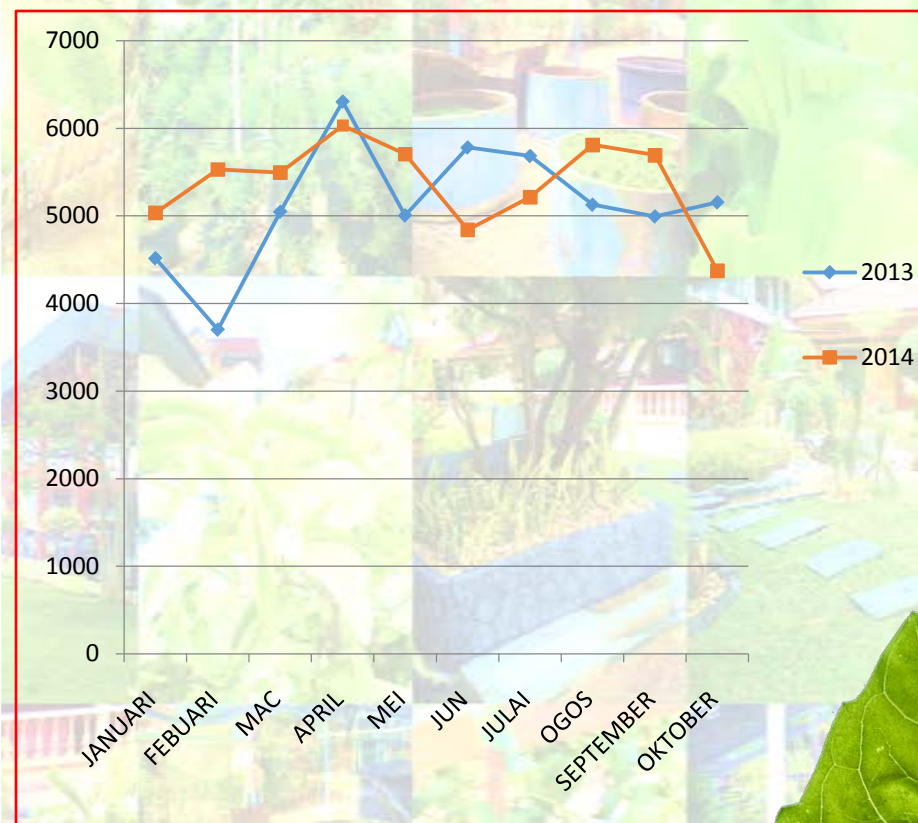 7000
6000
5000
4000
3000
2000
1000
0
JANUARI
FEBUARI
MAC
APRIL
MEI
JUN
JULAI
OGOS
SEPTEMBER
OKTOBER
2013
2014